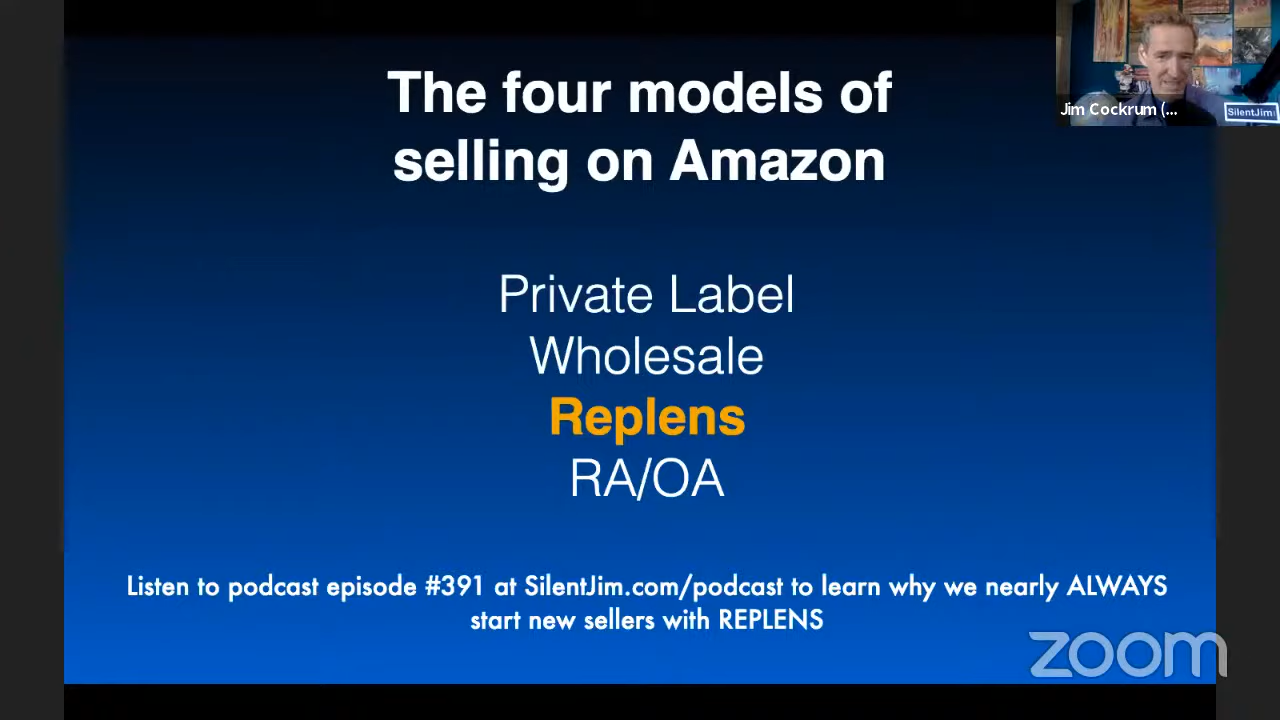 The four models of
selling on Amazon
Jim Cockrum (...
SilentJim
Private Label
Wholesale
Replens
RA/OA
Listen to podcast episode #391 at SilentJim.com/podcast to learn why we nearly ALWAYS
start new sellers with REPLENS
zoom